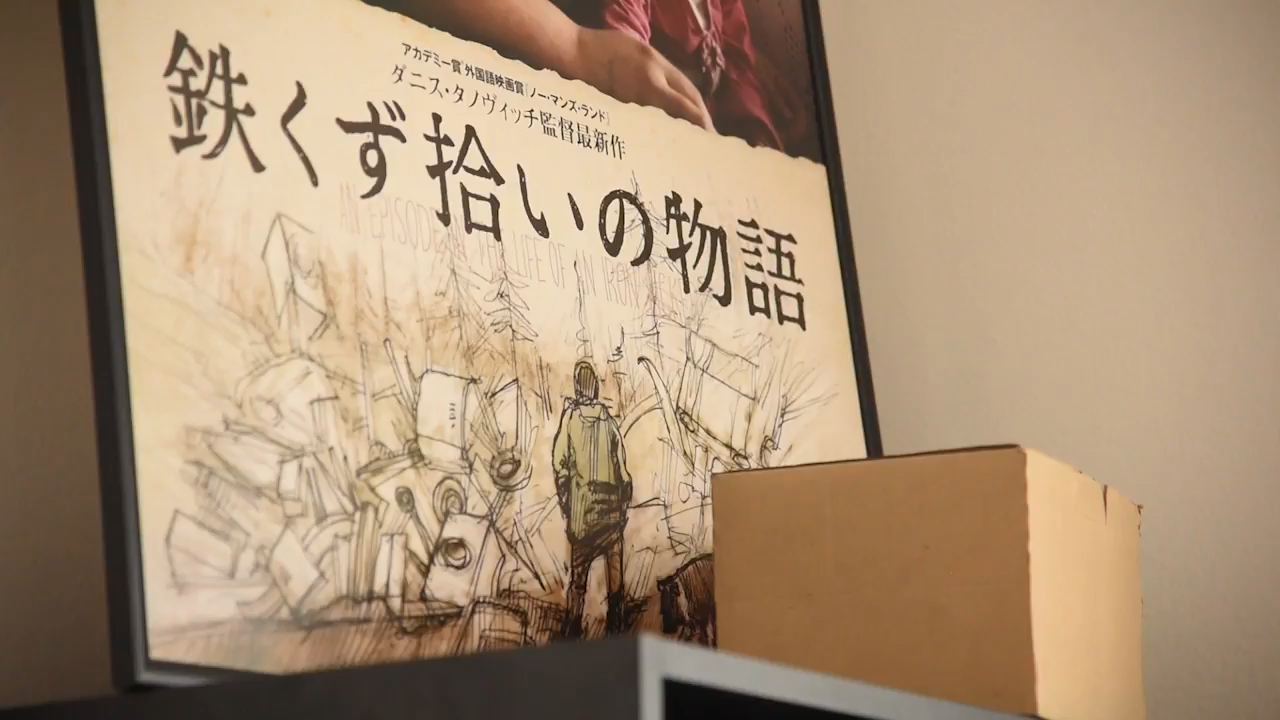 アカデミー賞®外国語映画賞『ノー・マンズ・ランド』
ダニス・タノヴィッチ監督最新作
鉄くず拾いの物語
AN EPISODE IN THE LIFE OF AN IRON